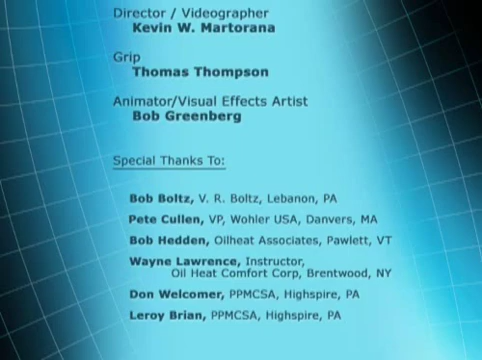 Director / Videographer
Kevin W. Martorana
Grip
Thomas Thompson
Animator/Visual Effects Artist
Bob Greenberg
Special Thanks To:
Bob Boltz, V. R. Boltz, Lebanon, PA
Pete Cullen, VP, Wohler USA, Danvers, MA
Bob Hedden, Oilheat Associates, Pawlett, VT
Wayne Lawrence, Instructor,
Oil Heat Comfort Corp, Brentwood, NY
Don Welcomer, PPMCSA, Highspire, PA
Leroy Brian, PPMCSA, Highspire, PA